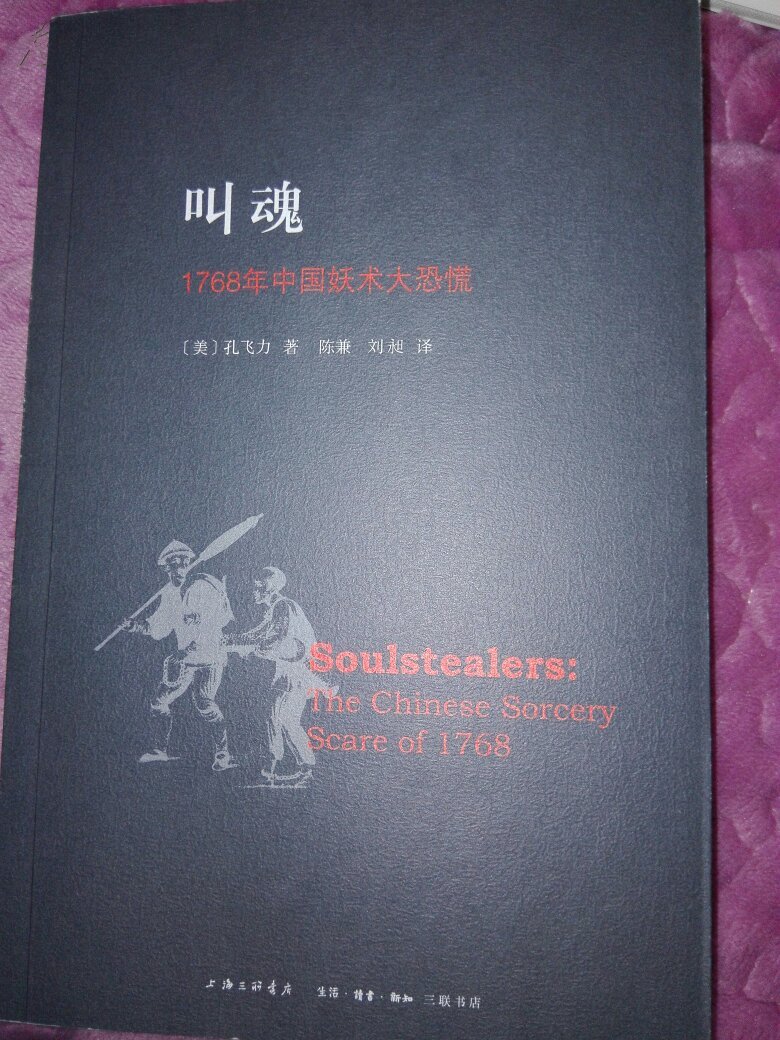 叫魂
1768年中国妖术大恐慌
〔美〕孔飞力 著 陈兼 刘昶 译
Soulstealers:
The Chinese Sorcery
Scare of 1768
上海三联书店 生活·讀書·新知 三联书店